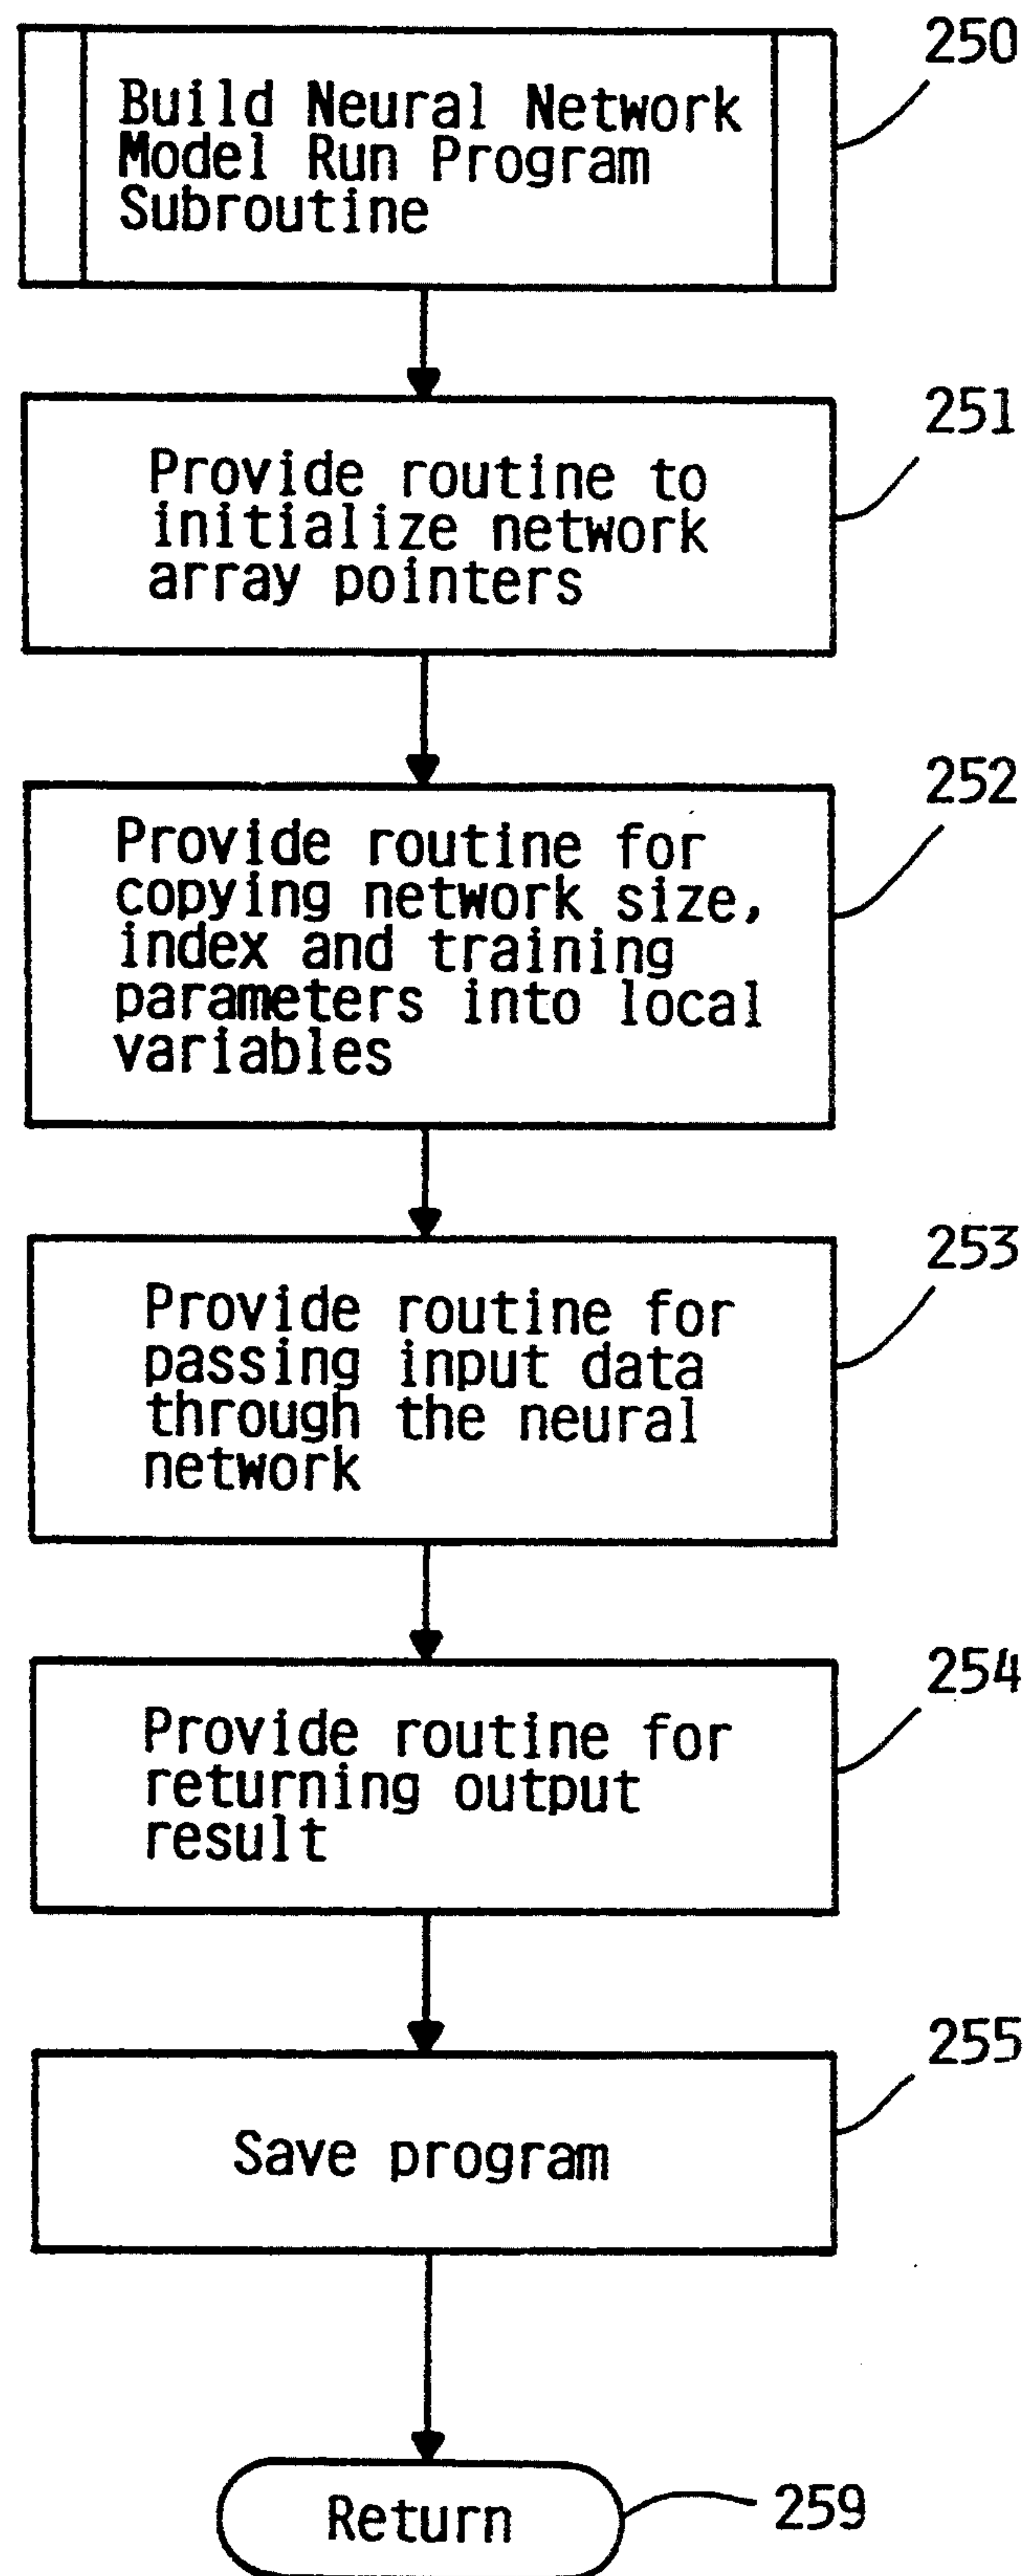 250
Build Neural Network
Model Run Program
Subroutine
251
Provide routine to
initialize network
array pointers
252
Provide routine for
copying network size,
index and training
parameters into local
variables
253
Provide routine for
passing input data
through the neural
network
254
Provide routine for
returning output
result
255
Save program
Return
259